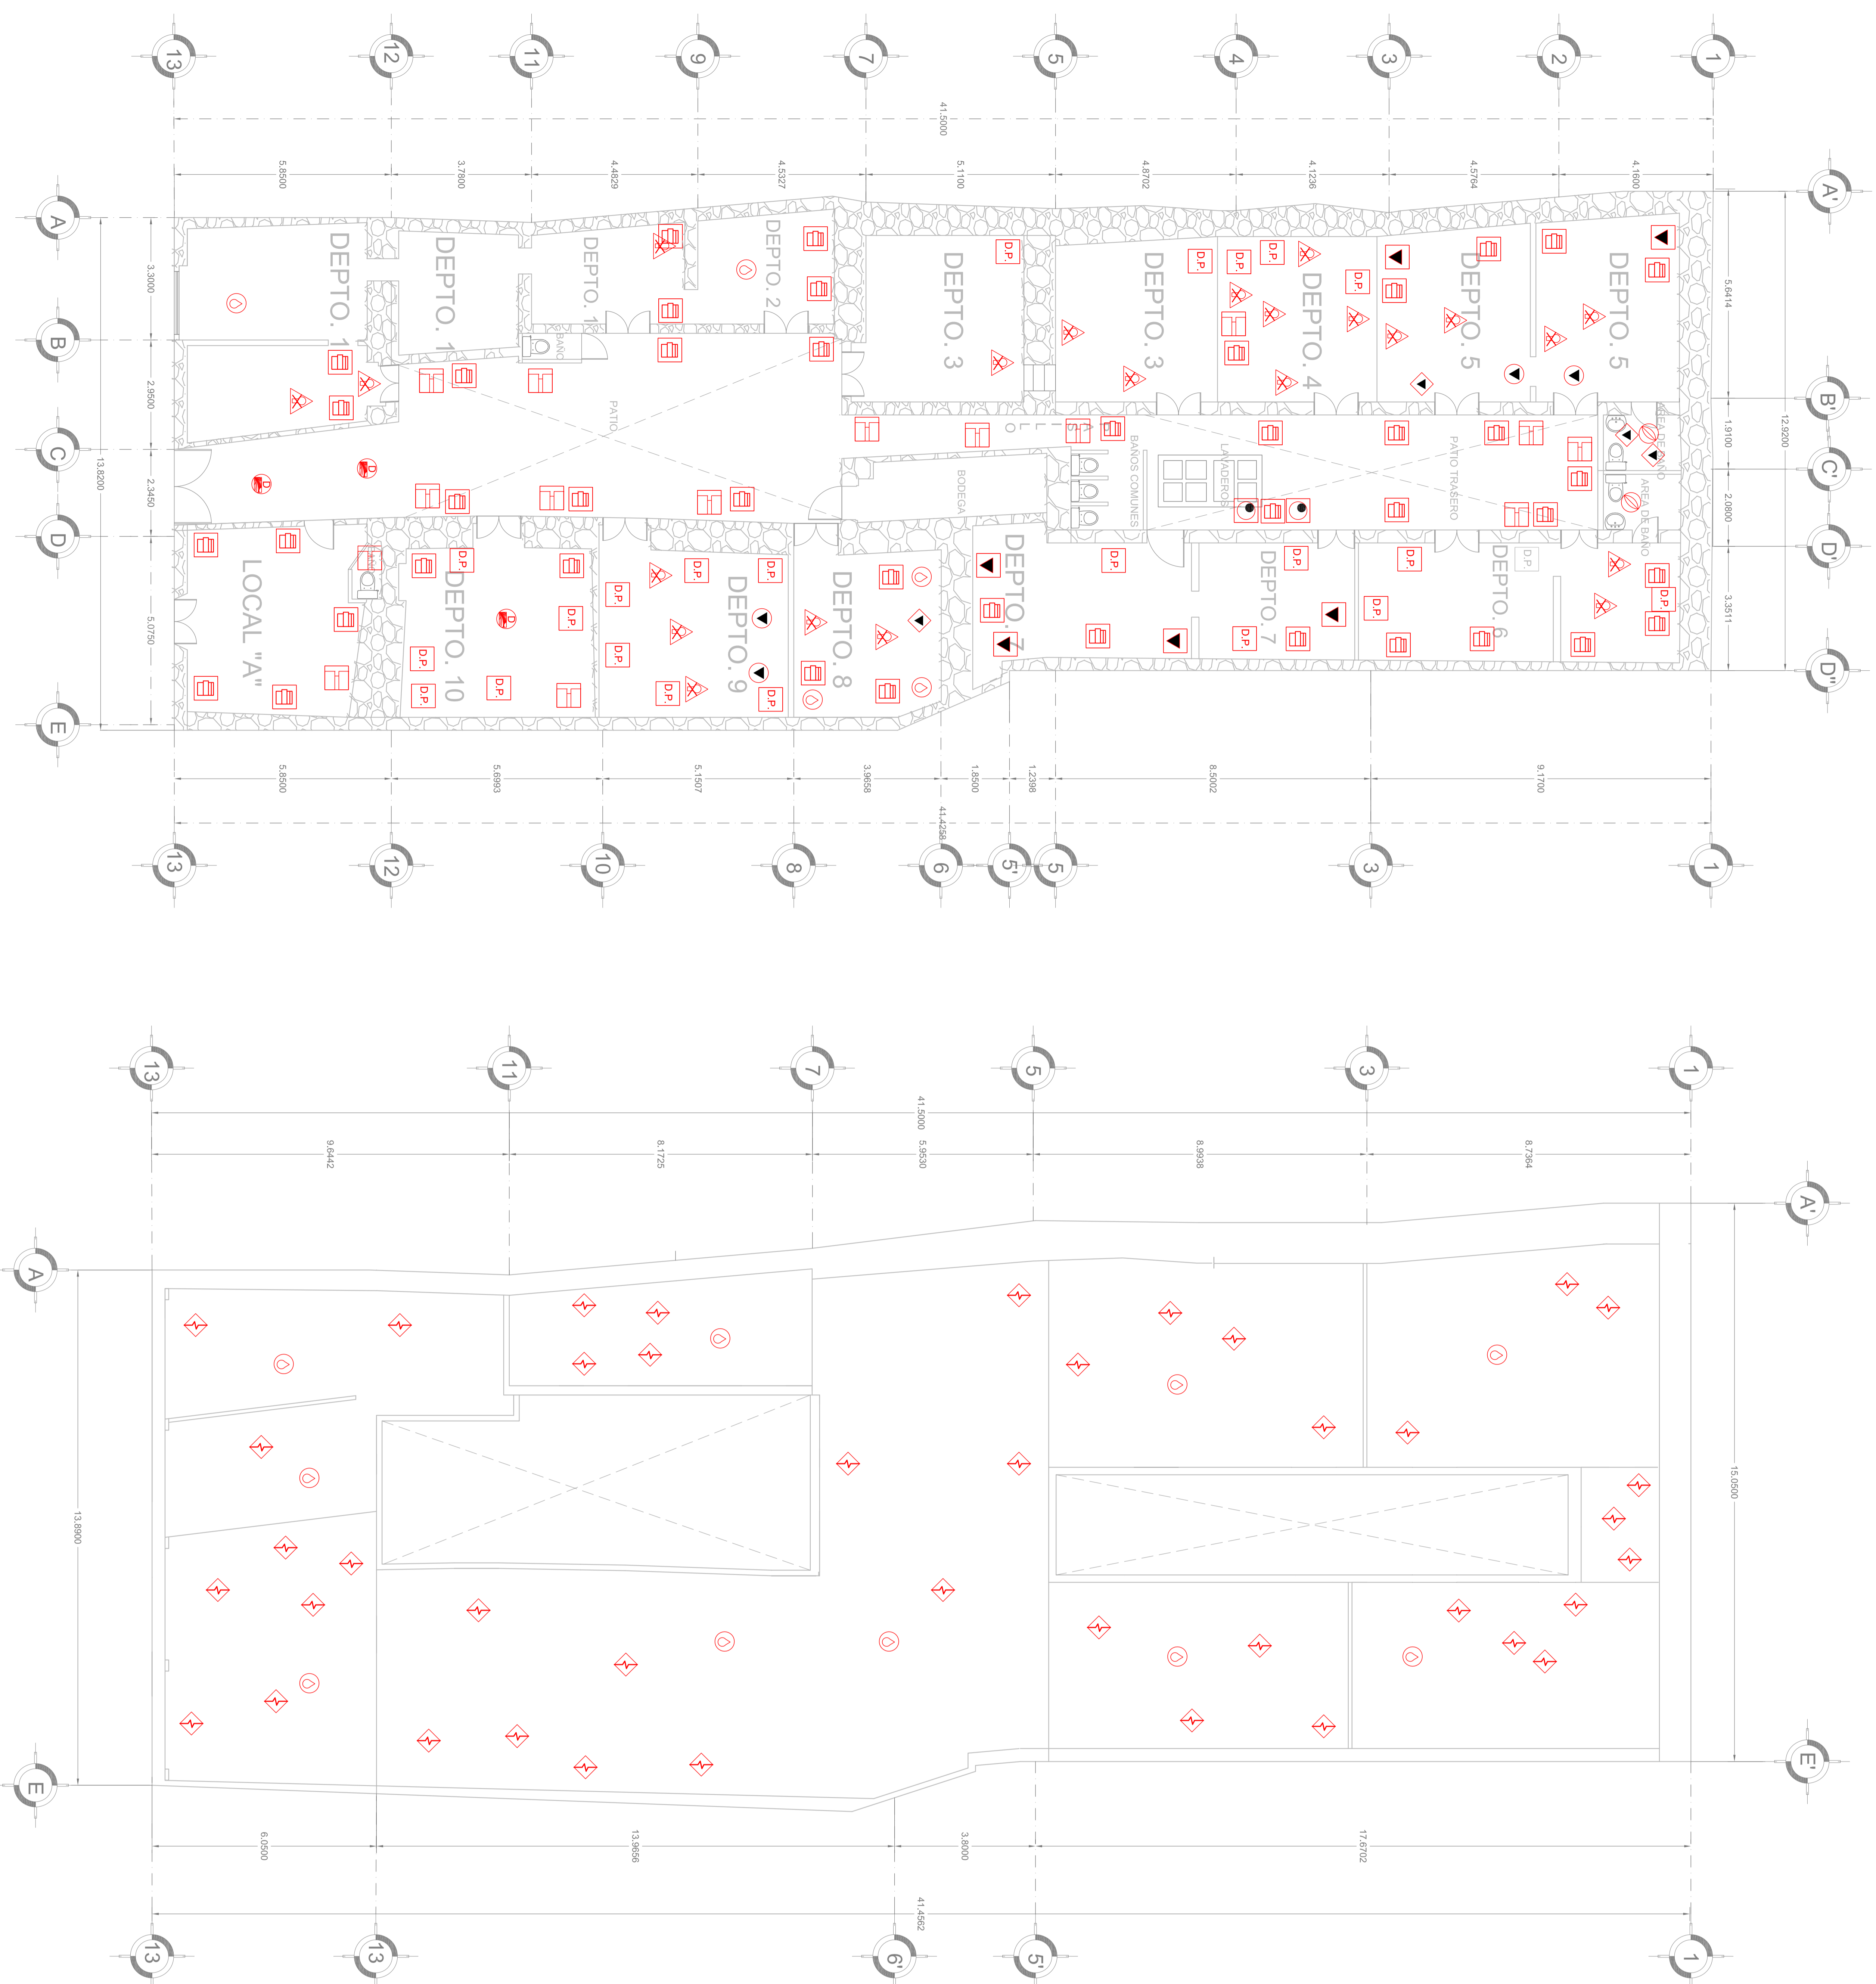 13
12
11
9
7
5
4
3
2
1
41.5000
5.8500
3.7800
4.4829
4.5327
5.1100
4.8702
4.1236
4.5764
4.1600
A'
B'
C'
D'
D"
12.9200
5.6414
1.9100
2.0800
3.3511
A
B
C
D
E
13.8200
3.3000
2.9500
2.3450
5.0750
DEPTO. 1
DEPTO. 1
DEPTO. 1
DEPTO. 2
DEPTO. 3
DEPTO. 3
DEPTO. 4
DEPTO. 5
DEPTO. 5
D.P.
D.P.
D.P.
D.P.
D.P.
BAÑO
PATIO
BODEGA
BAÑOS COMUNES
LAVADEROS
PATIO TRASERO
AREA DE BAÑO
D
D
LOCAL "A"
DEPTO. 10
DEPTO. 9
DEPTO. 8
DEPTO. 7
DEPTO. 7
DEPTO. 6
D.P.
D.P.
D.P.
D.P.
D
D.P.
D.P.
D.P.
D.P.
D.P.
D.P.
D.P.
D.P.
D.P.
D.P.
D.P.
D.P.
D.P.
D.P.
5.8500
5.6993
5.1507
3.9658
1.8500
1.2398
8.5002
9.1700
41.4258
13
12
10
8
6
5'
5
3
1
13
11
7
5
3
1
41.5000
9.6442
8.1725
5.9530
8.9938
8.7364
A'
E'
15.0500
A
E
13.8900
6.0500
13.9656
3.8000
17.6702
41.4562
13
13
6'
5'
1